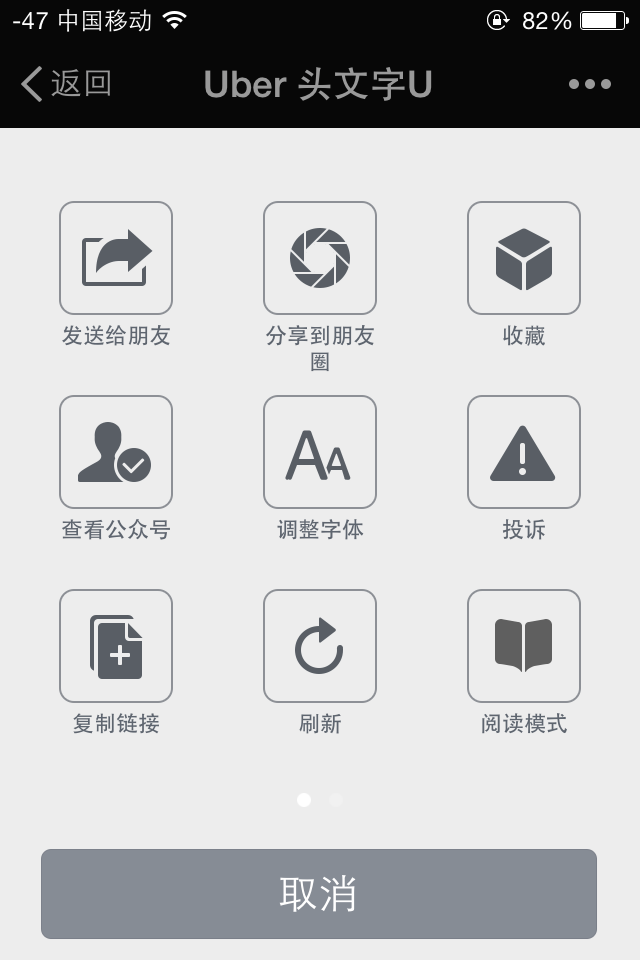 -47 中国移动 82%
返回 Uber 头文字U
发送给朋友 分享到朋友 收藏
圈
查看公众号 调整字体 投诉
复制链接 刷新 阅读模式
取消